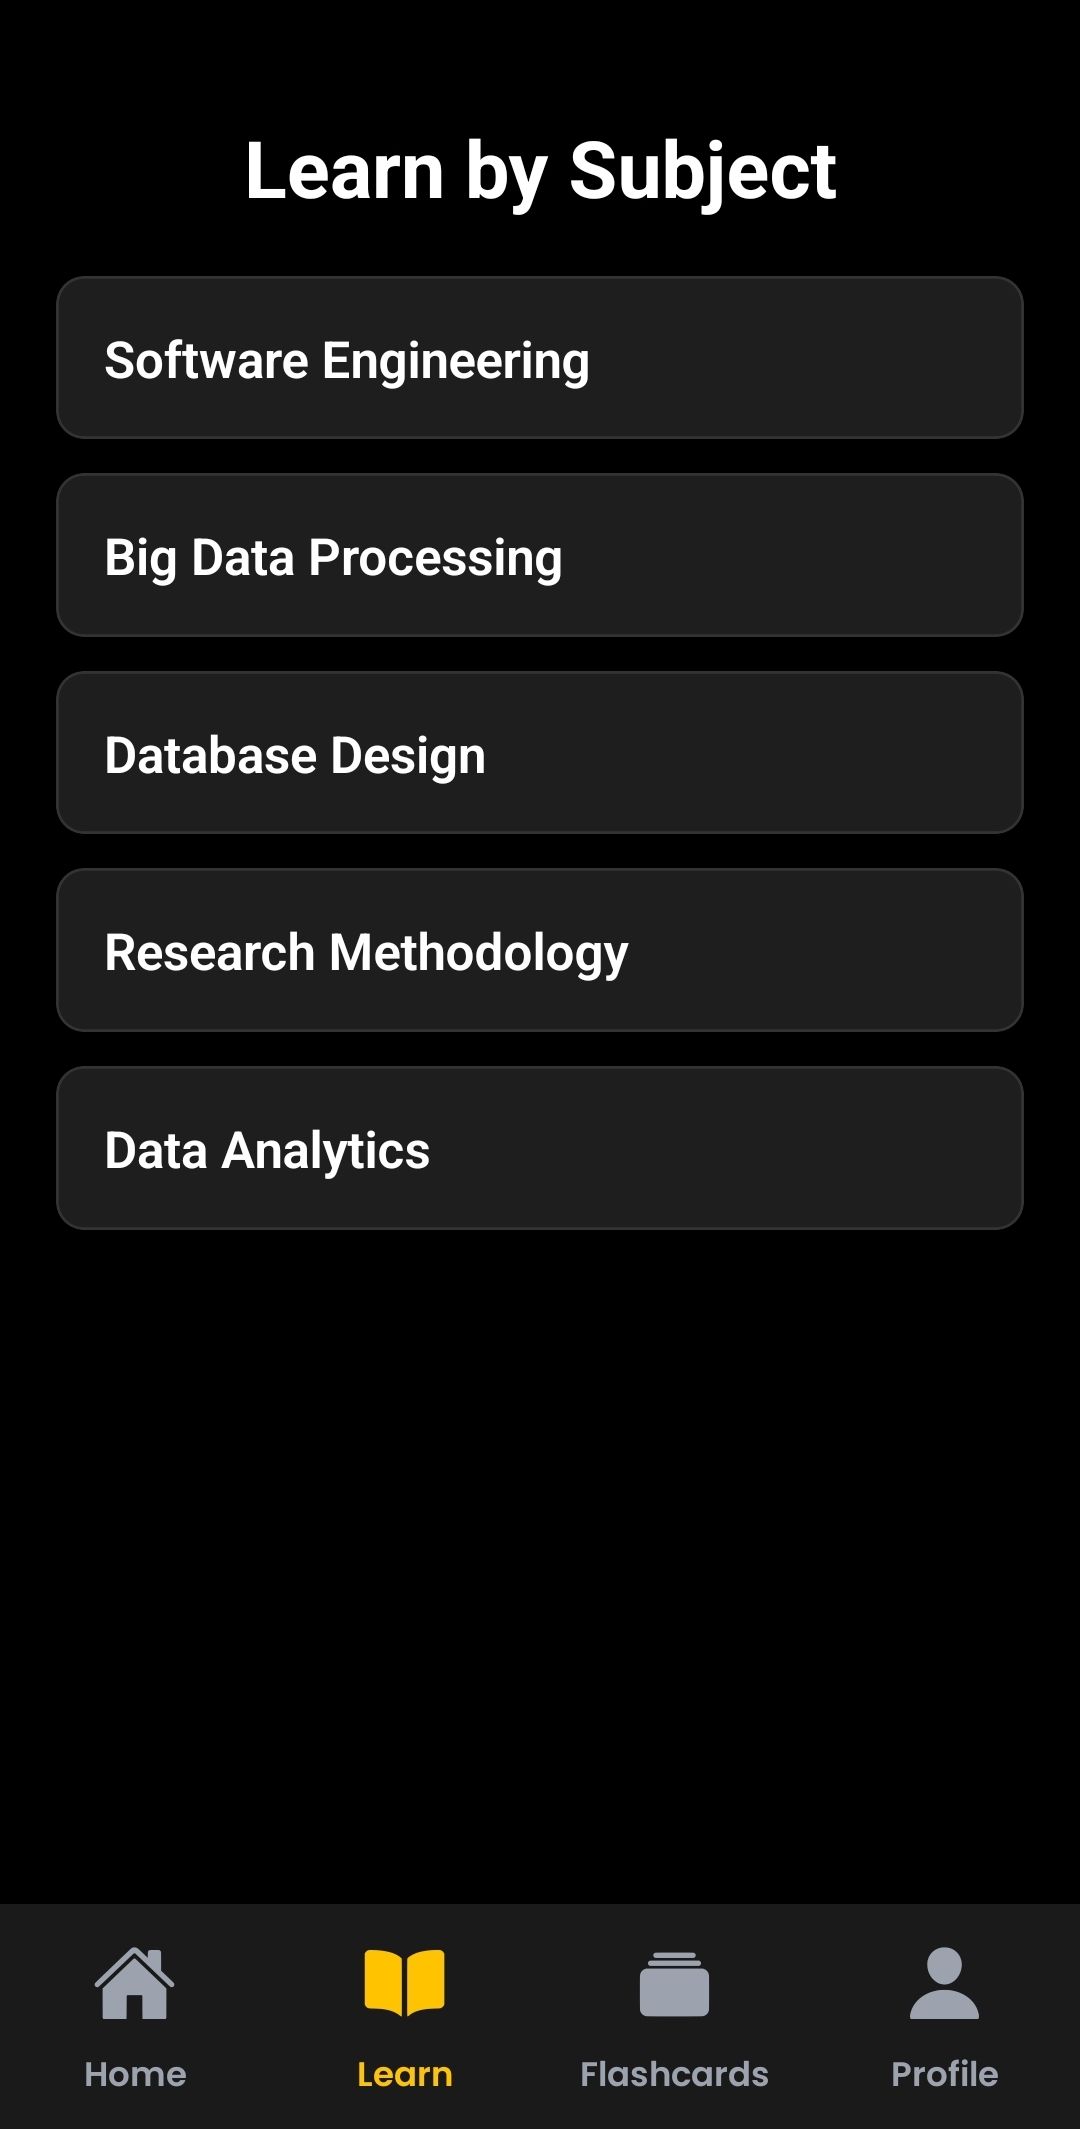 Learn by Subject
Software Engineering
Big Data Processing
Database Design
Research Methodology
Data Analytics
Home
Learn
Flashcards
Profile